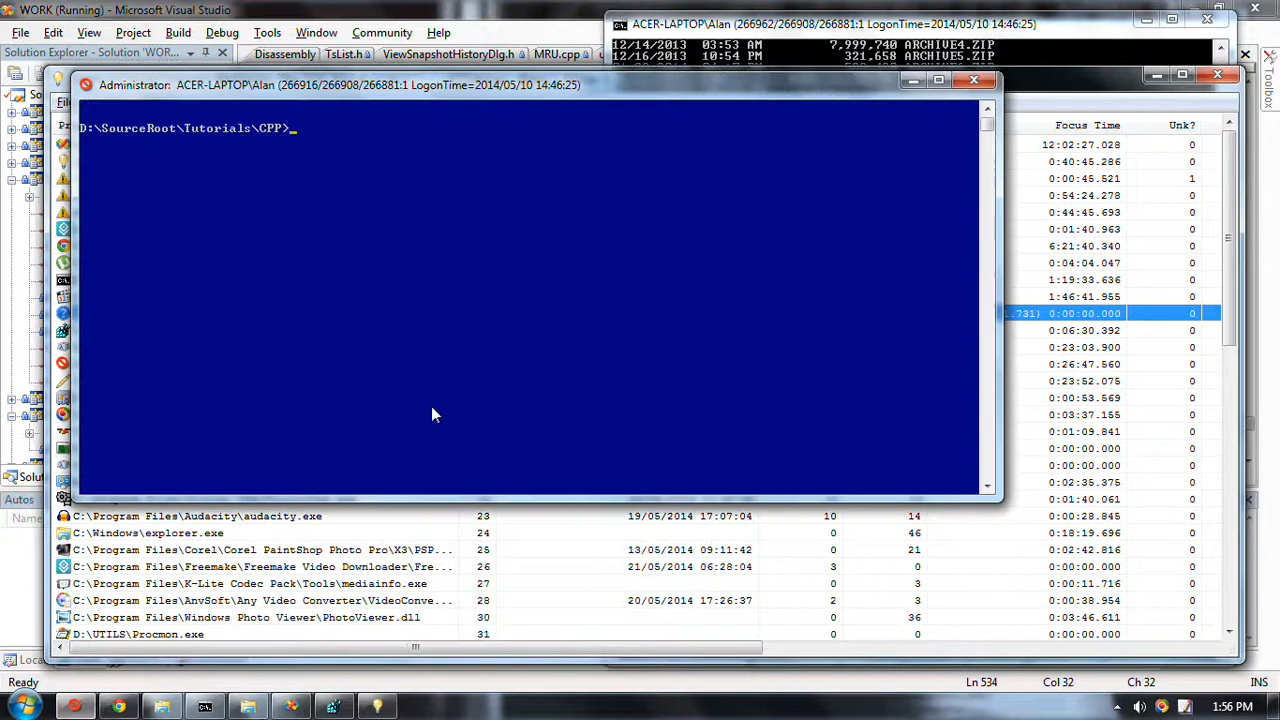 WORK (Running) - Microsoft Visual Studio
File Edit View Project Build Debug Tools Window Community Help
Solution Explorer - Solution 'WOR...
Disassembly TsList.h ViewSnapshotHistoryDlg.h MRU.cpp
ACER-LAPTOP\Alan (266962/266908/266881:1 LogonTime=2014/05/10 14:46:25)
12/14/2013 03:53 AM 7,999,740 ARCHIVE4.ZIP
12/16/2013 10:54 PM 321,658 ARCHIVE5.ZIP
Toolbox
Administrator: ACER-LAPTOP\Alan (266916/266908/266881:1 LogonTime=2014/05/10 14:46:25)
D:\SourceRoot\Tutorials\CPP>_
Focus Time Unk?
12:02:27.028 0
0:40:45.286 0
0:00:45.521 1
0:54:24.278 0
0:44:45.693 0
0:01:40.963 0
6:21:40.340 0
0:04:04.047 0
1:19:33.636 0
1:46:41.955 0
1.731) 0:00:00.000 0
0:06:30.392 0
0:23:03.900 0
0:26:47.560 0
0:23:52.075 0
0:00:53.569 0
0:03:37.155 0
0:01:09.841 0
0:00:00.000 0
0:00:00.000 0
0:02:35.375 0
0:01:40.061 0
C:\Program Files\Audacity\audacity.exe 23 19/05/2014 17:07:04 10 14 0:00:28.845 0
C:\Windows\explorer.exe 24 0 46 0:18:19.696 0
C:\Program Files\Corel\Corel PaintShop Photo Pro\X3\PSP... 25 13/05/2014 09:11:42 0 21 0:02:42.816 0
C:\Program Files\Freemake\Freemake Video Downloader\Fre... 26 21/05/2014 06:28:04 3 0 0:00:00.000 0
C:\Program Files\K-Lite Codec Pack\Tools\mediainfo.exe 27 0 3 0:00:11.716 0
C:\Program Files\AnvSoft\Any Video Converter\VideoConve... 28 20/05/2014 17:26:37 2 3 0:00:38.954 0
C:\Program Files\Windows Photo Viewer\PhotoViewer.dll 30 0 36 0:03:46.611 0
D:\UTILS\Procmon.exe 31 0 0 0:00:00.000 0
Solut
Autos
Name
Loca
Ready Ln 534 Col 32 Ch 32 INS
1:56 PM